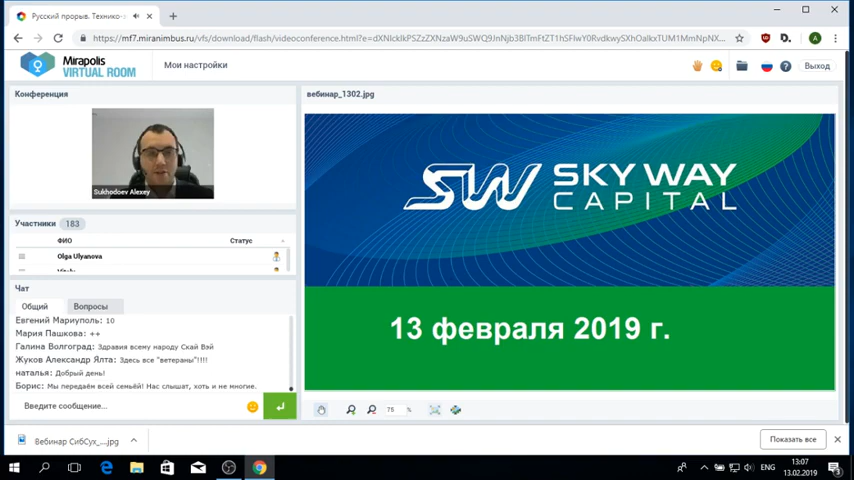 Русский прорыв. Технико-э
https://mf7.miranimbus.ru/vfs/download/flash/videoconference.html?e=
Mirapolis
VIRTUAL ROOM
Мои настройки
Выход
Конференция
Sukhodoev Alexey
Участники 183
ФИО Статус
Olga Ulyanova
Чат
Общий Вопросы
Евгений Мариуполь: 10
Мария Пашкова: ++
Галина Волгоград: Здравия всему народу Скай Вэй
Жуков Александр Ялта: Здесь все "ветераны"!!!!
наталья: Добрый день!
Борис: Мы передаём всей семьёй! Нас слышат, хоть и не многие.
Введите сообщение...
вебинар_1302.jpg
SW SKY WAY
CAPITAL
13 февраля 2019 г.
75 %
Вебинар СибСух_....jpg
Показать все
ENG
13:07
13.02.2019